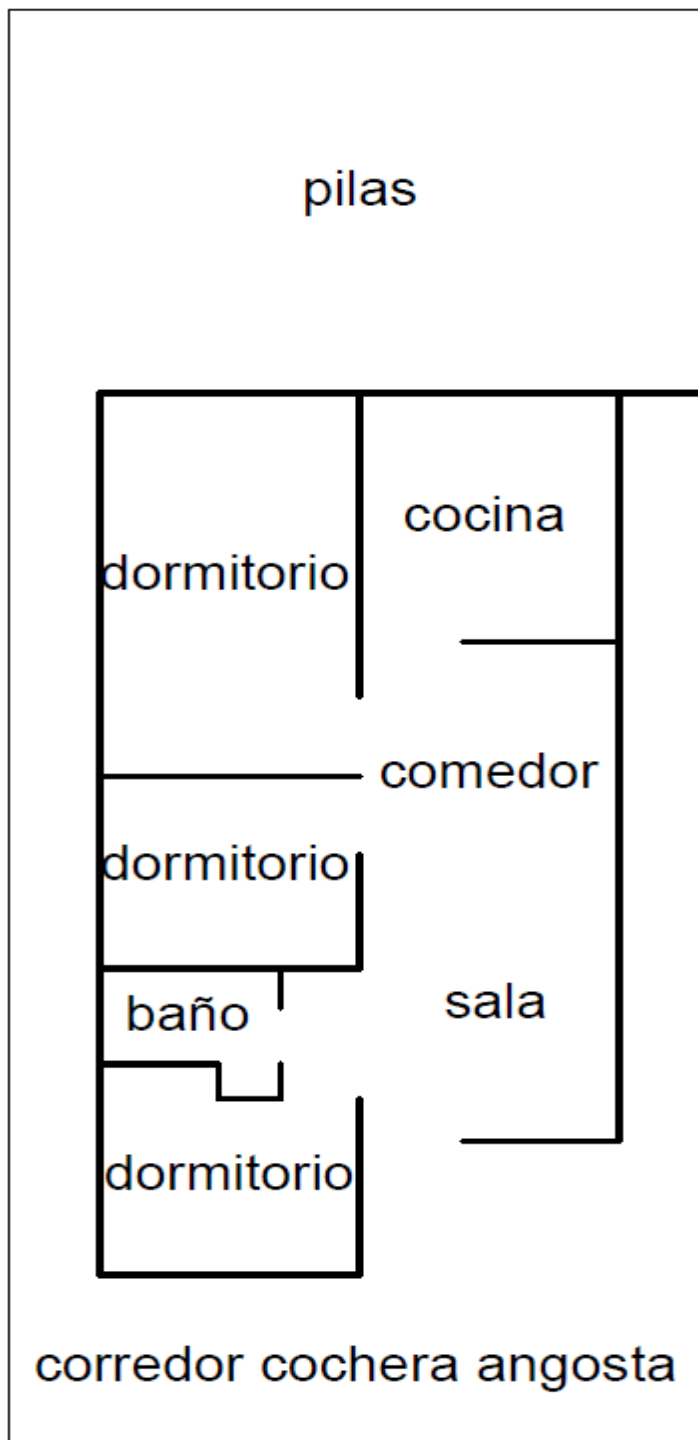 pilas
cocina
dormitorio
comedor
dormitorio
sala
baño
dormitorio
corredor cochera angosta